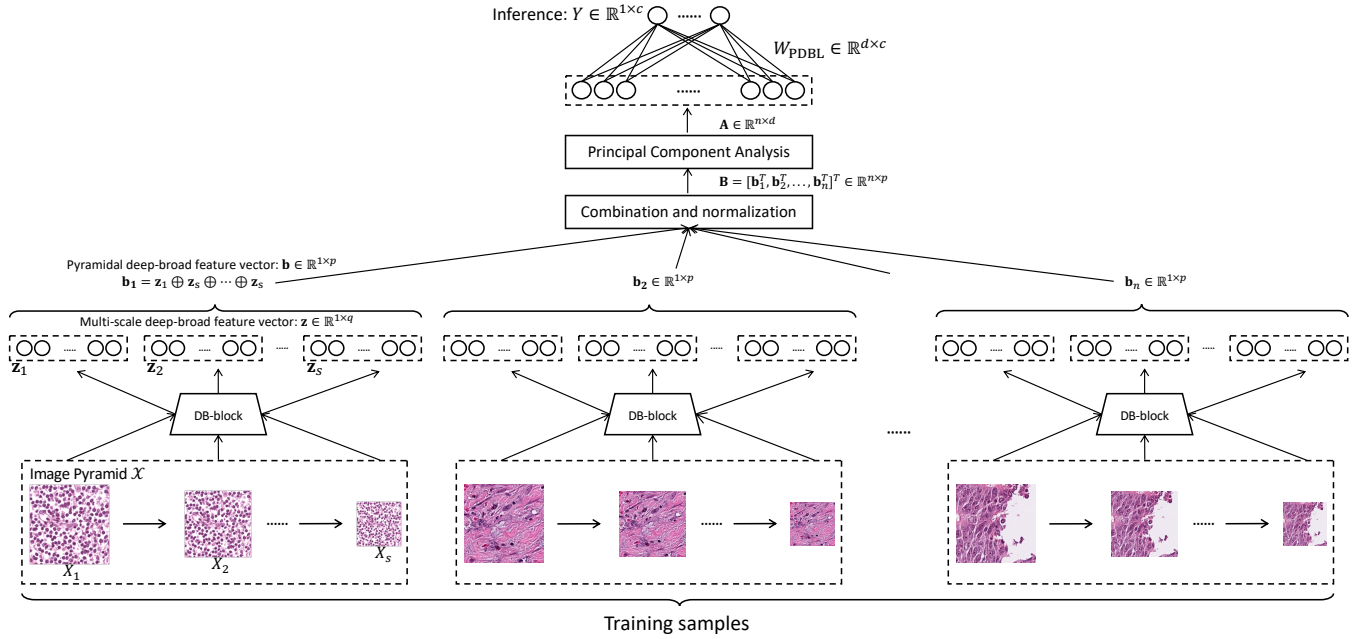 Inference: 𝑌 ∈ ℝ^{1×c}
......
W_{PDBL} ∈ ℝ^{d×c}
......
A ∈ ℝ^{n×d}
Principal Component Analysis
B = [b_1^T, b_2^T, . . . , b_n^T]^T ∈ ℝ^{n×p}
Combination and normalization
Pyramidal deep-broad feature vector: b ∈ ℝ^{1×p}
b_1 = z_1 ⊕ z_s ⊕ ⋯ ⊕ z_s
b_2 ∈ ℝ^{1×p}
b_n ∈ ℝ^{1×p}
Multi-scale deep-broad feature vector: z ∈ ℝ^{1×q}
..... ..... ..... ..... ..... ..... ..... ..... ..... ..... ..... .....
z_1 z_2 z_s
DB-block DB-block DB-block
......
Image Pyramid 𝒳
...... ...... ......
X_1 X_2 X_s
Training samples